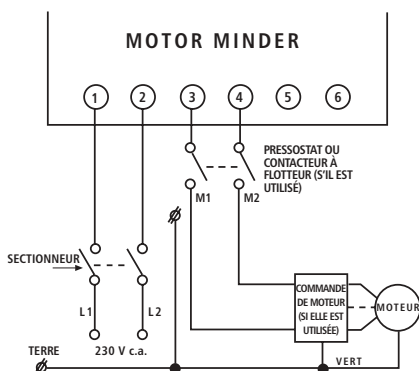 MOTOR MINDER
1 2 3 4 5 6
PRESSOSTAT OU
CONTACTEUR À
FLOTTEUR (S'IL EST
UTILISÉ)
M1 M2
SECTIONNEUR
L1 L2
COMMANDE
DE MOTEUR
(SI ELLE EST
UTILISÉE)
MOTEUR
TERRE 230 V c.a.
VERT